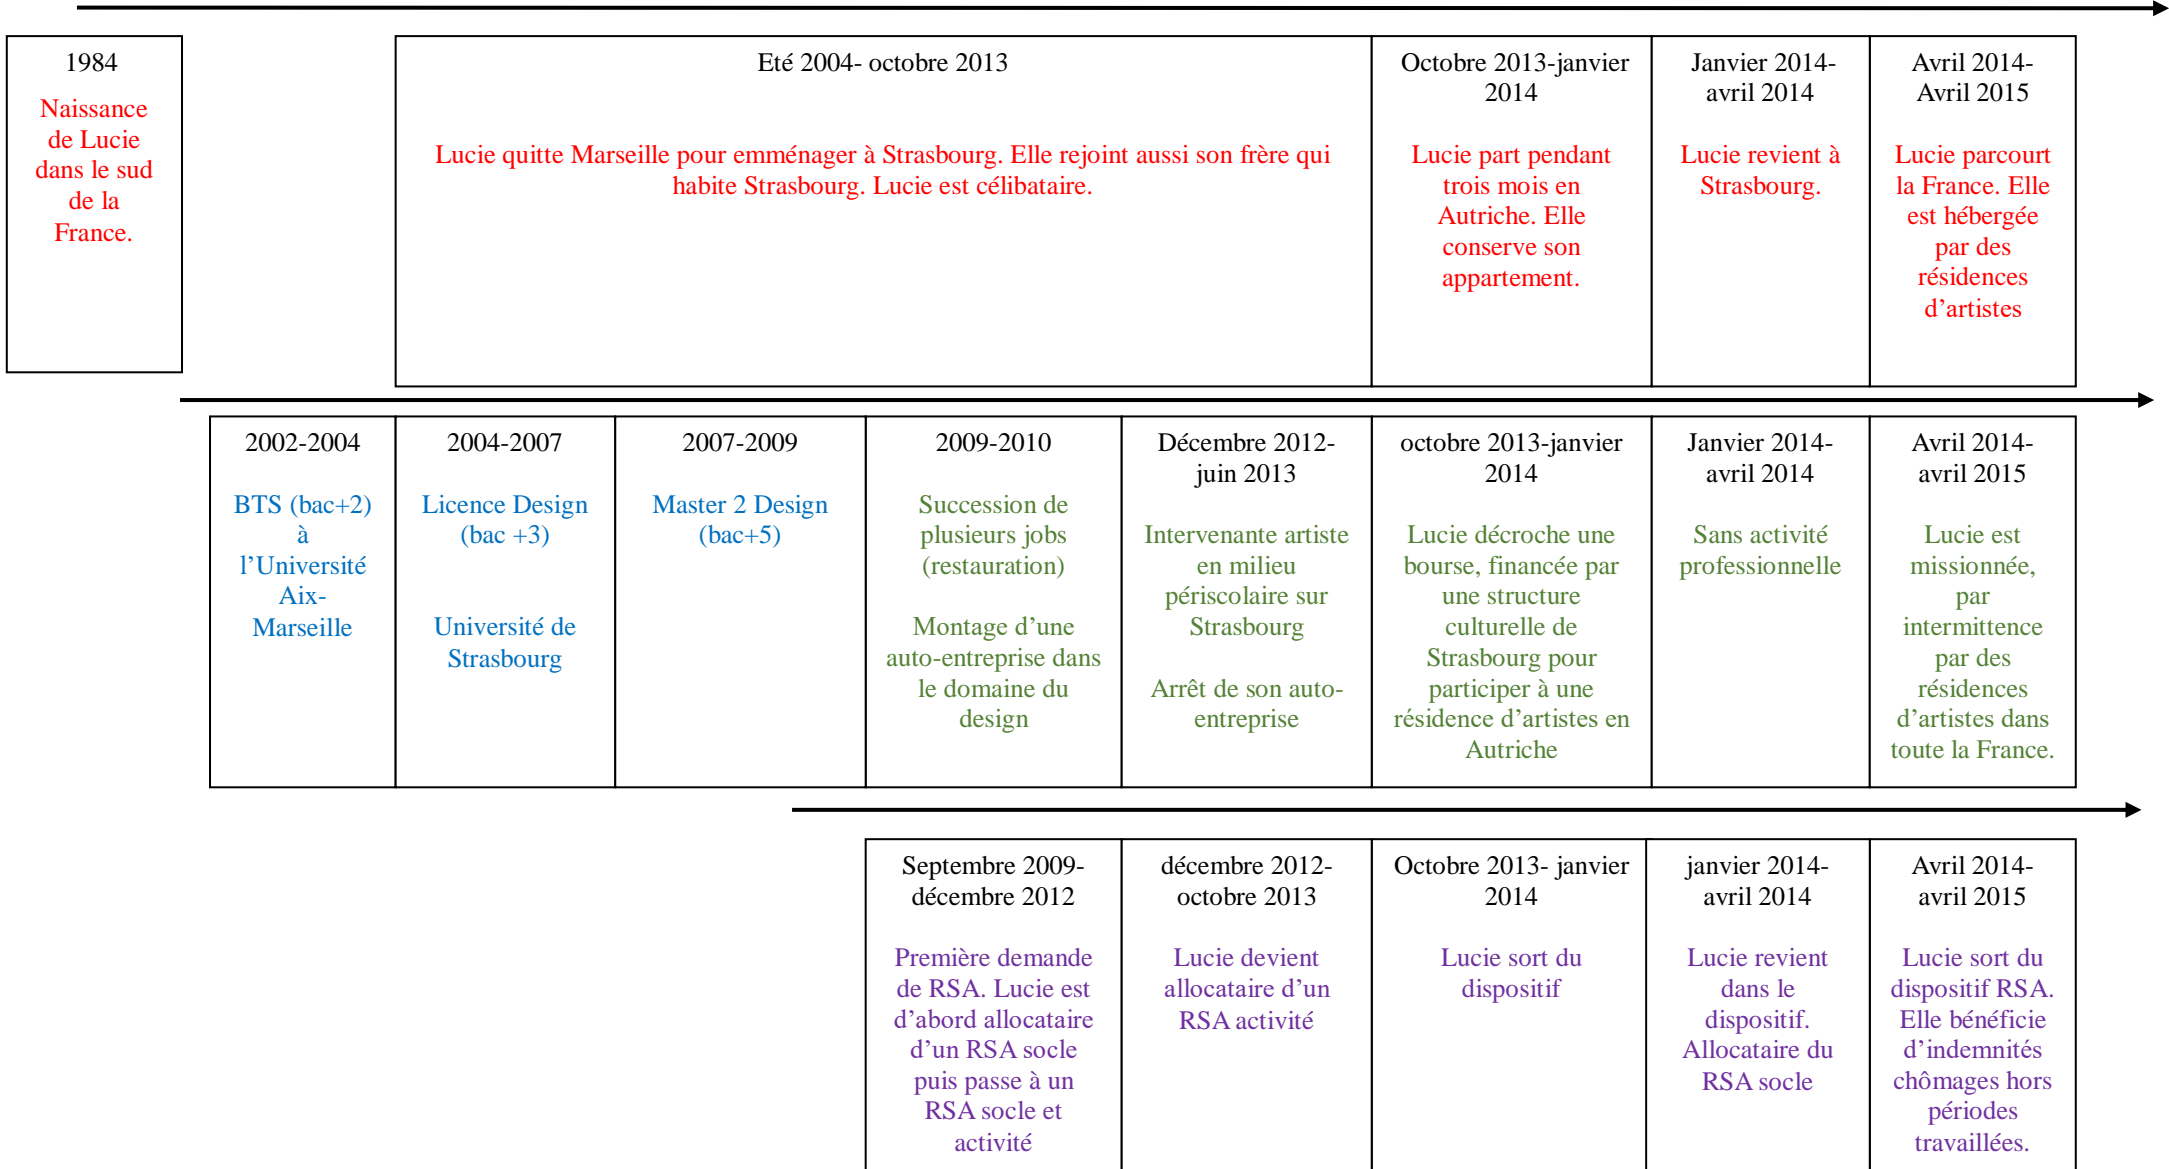 1984
Naissance
de Lucie
dans le sud
de la
France.
Eté 2004- octobre 2013
Lucie quitte Marseille pour emménager à Strasbourg. Elle rejoint aussi son frère qui
habite Strasbourg. Lucie est célibataire.
Octobre 2013-janvier
2014
Lucie part pendant
trois mois en
Autriche. Elle
conserve son
appartement.
Janvier 2014-
avril 2014
Lucie revient à
Strasbourg.
Avril 2014-
Avril 2015
Lucie parcourt
la France. Elle
est hébergée
par des
résidences
d’artistes
2002-2004
BTS (bac+2)
à
l’Université
Aix-
Marseille
2004-2007
Licence Design
(bac +3)
Université de
Strasbourg
2007-2009
Master 2 Design
(bac+5)
2009-2010
Succession de
plusieurs jobs
(restauration)
Montage d’une
auto-entreprise dans
le domaine du
design
Décembre 2012-
juin 2013
Intervenante artiste
en milieu
périscolaire sur
Strasbourg
Arrêt de son auto-
entreprise
octobre 2013-janvier
2014
Lucie décroche une
bourse, financée par
une structure
culturelle de
Strasbourg pour
participer à une
résidence d’artistes en
Autriche
Janvier 2014-
avril 2014
Sans activité
professionnelle
Avril 2014-
avril 2015
Lucie est
missionnée,
par
intermittence
par des
résidences
d’artistes dans
toute la France.
Septembre 2009-
décembre 2012
Première demande
de RSA. Lucie est
d’abord allocataire
d’un RSA socle
puis passe à un
RSA socle et
activité
décembre 2012-
octobre 2013
Lucie devient
allocataire d’un
RSA activité
Octobre 2013- janvier
2014
Lucie sort du
dispositif
janvier 2014-
avril 2014
Lucie revient
dans le
dispositif.
Allocataire du
RSA socle
Avril 2014-
avril 2015
Lucie sort du
dispositif RSA.
Elle bénéficie
d’indemnités
chômages hors
périodes
travaillées.